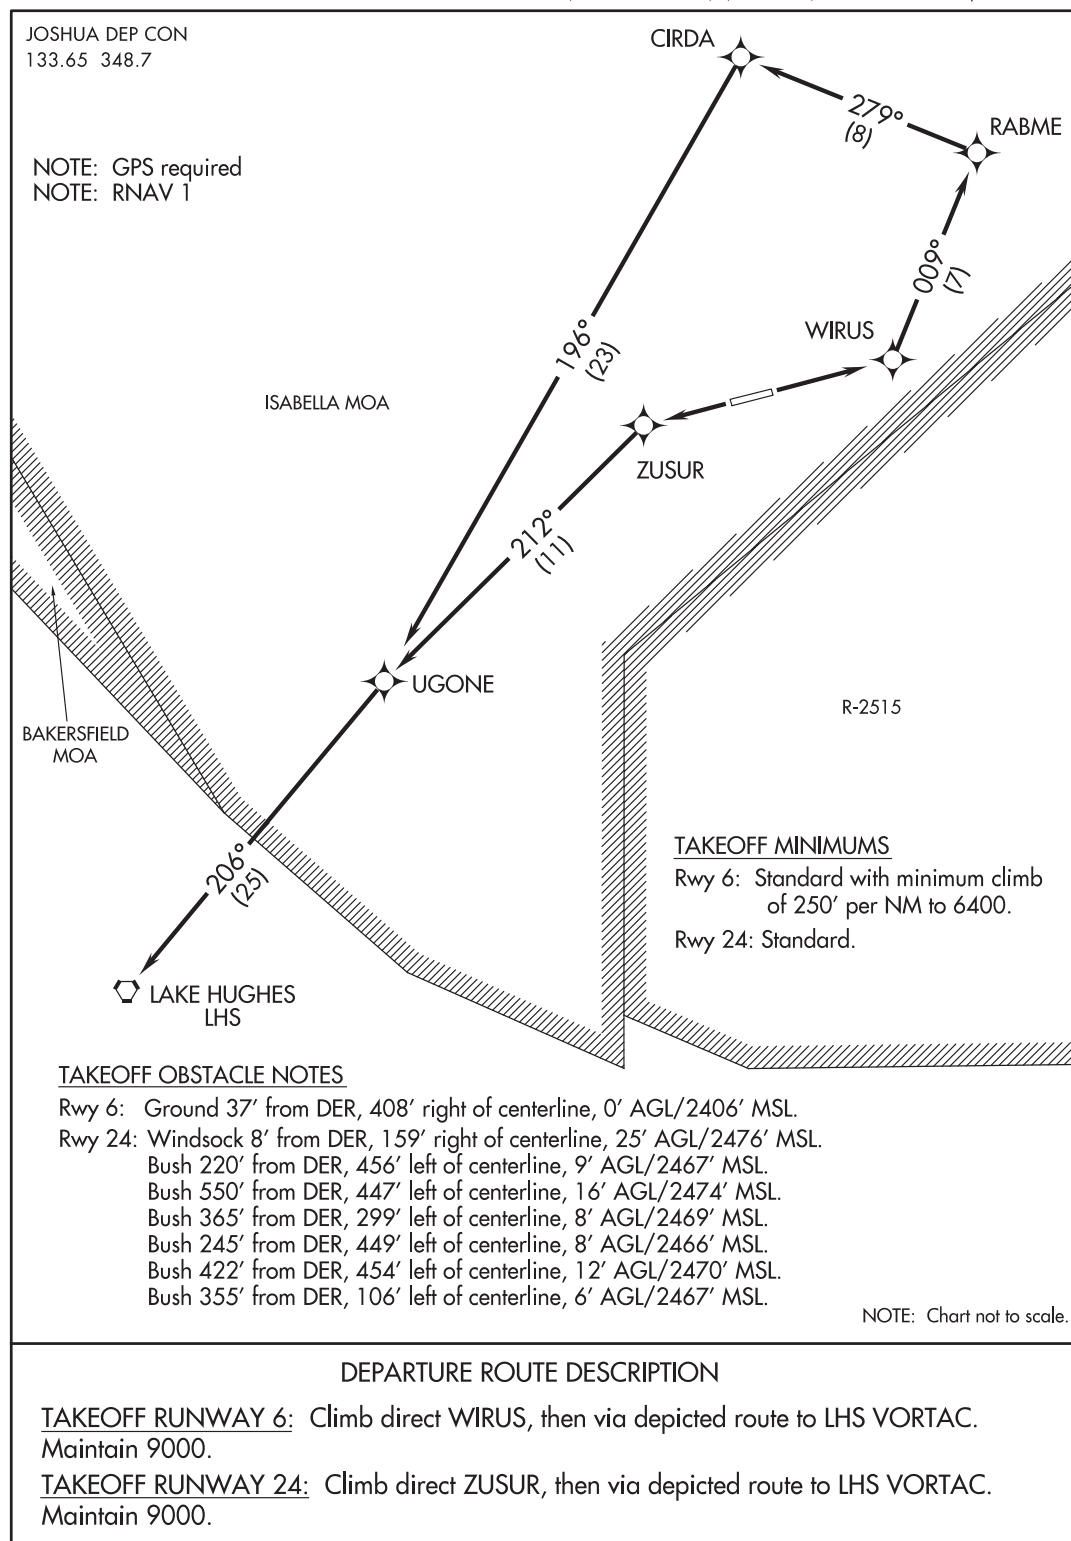 JOSHUA DEP CON
133.65 348.7
NOTE: GPS required
NOTE: RNAV 1
CIRDA
279°
(8)
RABME
009°
(7)
WIRUS
196°
(23)
ISABELLA MOA
ZUSUR
212°
(11)
UGONE
R-2515
BAKERSFIELD
MOA
206°
(25)
LAKE HUGHES
LHS
TAKEOFF MINIMUMS
Rwy 6: Standard with minimum climb
of 250′ per NM to 6400.
Rwy 24: Standard.
TAKEOFF OBSTACLE NOTES
Rwy 6: Ground 37′ from DER, 408′ right of centerline, 0′ AGL/2406′ MSL.
Rwy 24: Windsock 8′ from DER, 159′ right of centerline, 25′ AGL/2476′ MSL.
Bush 220′ from DER, 456′ left of centerline, 9′ AGL/2467′ MSL.
Bush 550′ from DER, 447′ left of centerline, 16′ AGL/2474′ MSL.
Bush 365′ from DER, 299′ left of centerline, 8′ AGL/2469′ MSL.
Bush 245′ from DER, 449′ left of centerline, 8′ AGL/2466′ MSL.
Bush 422′ from DER, 454′ left of centerline, 12′ AGL/2470′ MSL.
Bush 355′ from DER, 106′ left of centerline, 6′ AGL/2467′ MSL.
NOTE: Chart not to scale.
DEPARTURE ROUTE DESCRIPTION
TAKEOFF RUNWAY 6: Climb direct WIRUS, then via depicted route to LHS VORTAC.
Maintain 9000.
TAKEOFF RUNWAY 24: Climb direct ZUSUR, then via depicted route to LHS VORTAC.
Maintain 9000.